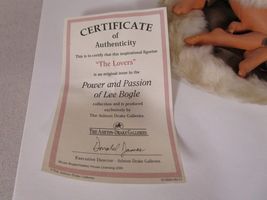 CERTIFICATE
of Authenticity
This is to certify that this inspirational figurine
"The Lovers"
is an original issue in the
Power and Passion
of Lee Bogle
collection and is produced
exclusively by
The Ashton-Drake Galleries.
THE ASHTON-DRAKE GALLERIES
Executive Director - Ashton-Drake Galleries